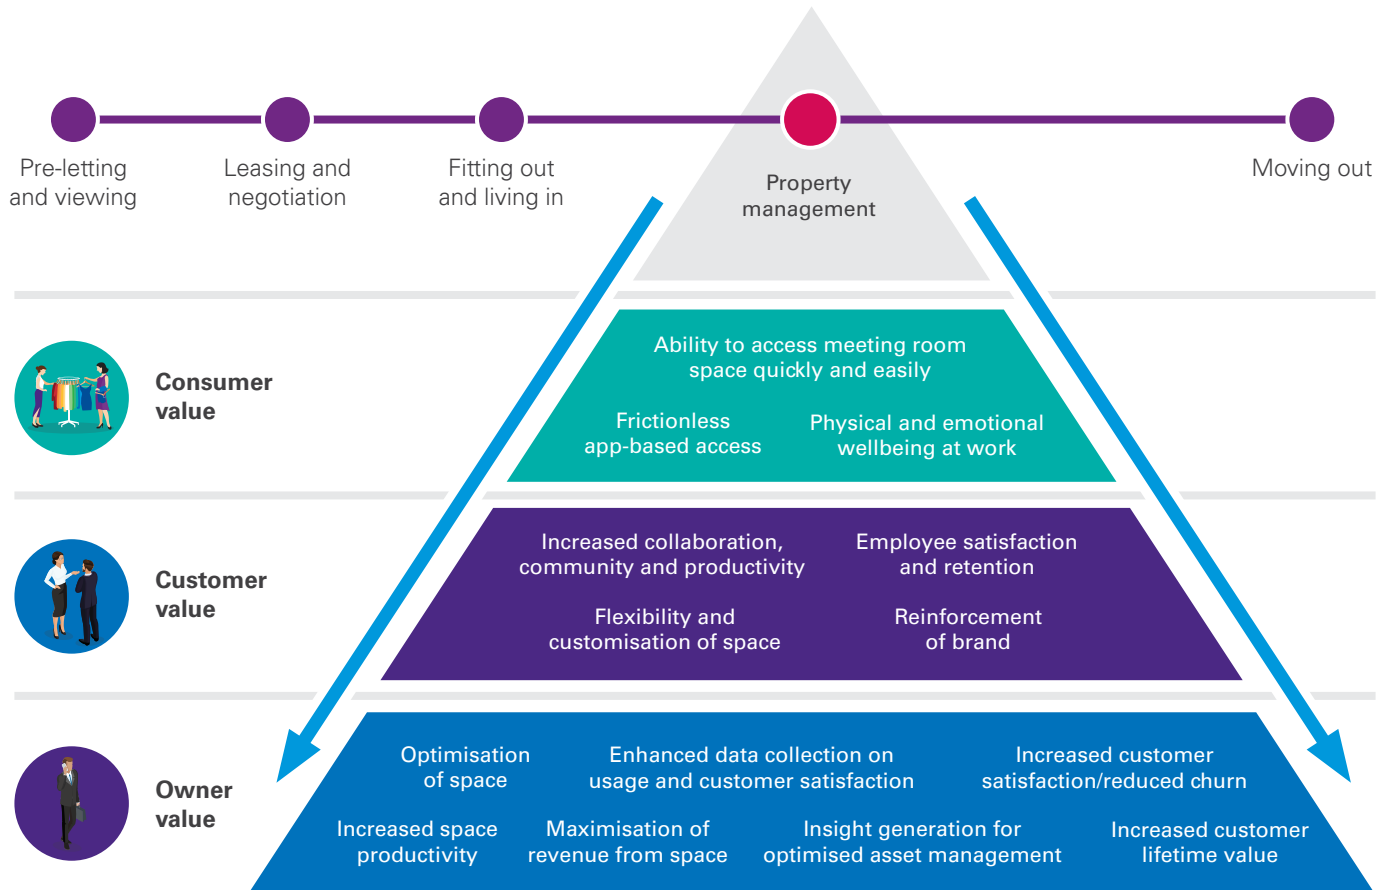 Pre-letting
and viewing
Leasing and
negotiation
Fitting out
and living in
Property
management
Moving out
Consumer
value
Ability to access meeting room
space quickly and easily
Frictionless
app-based access
Physical and emotional
wellbeing at work
Customer
value
Increased collaboration,
community and productivity
Employee satisfaction
and retention
Flexibility and
customisation of space
Reinforcement
of brand
Owner
value
Optimisation
of space
Enhanced data collection on
usage and customer satisfaction
Increased customer
satisfaction/reduced churn
Increased space
productivity
Maximisation of
revenue from space
Insight generation for
optimised asset management
Increased customer
lifetime value